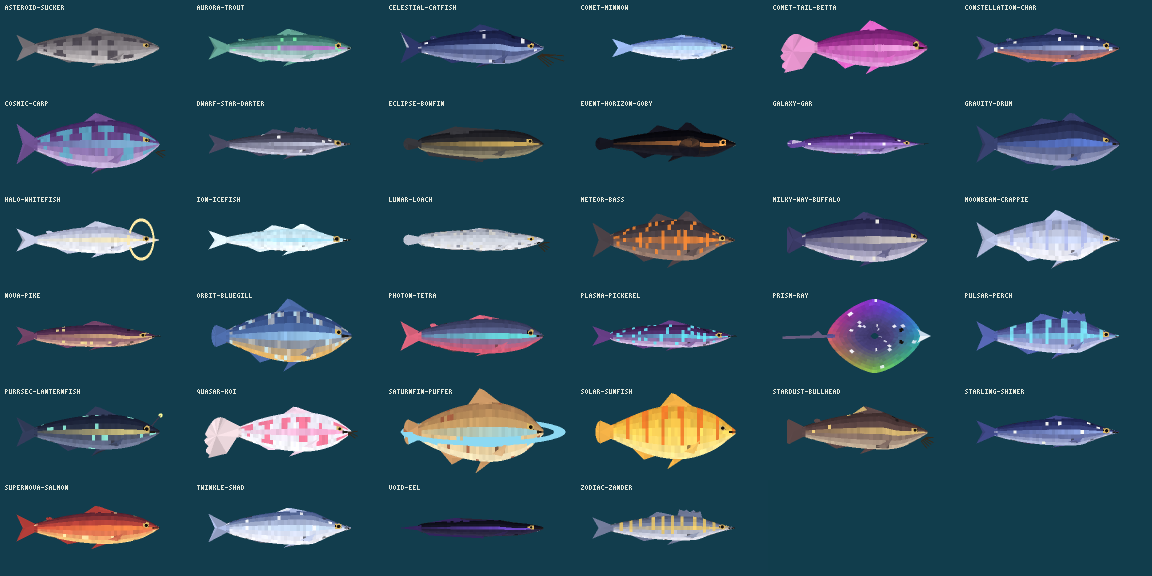 ASTEROID-SUCKER
AURORA-TROUT
CELESTIAL-CATFISH
COMET-MINNOW
COMET-TAIL-BETTA
CONSTELLATION-CHAR
COSMIC-CARP
DWARF-STAR-DARTER
ECLIPSE-BOWFIN
EVENT-HORIZON-GOBY
GALAXY-GAR
GRAVITY-DRUM
HALO-WHITEFISH
ION-ICEFISH
LUNAR-LOACH
METEOR-BASS
MILKY-WAY-BUFFALO
MOONBEAM-CRAPPIE
NOVA-PIKE
ORBIT-BLUEGILL
PHOTON-TETRA
PLASMA-PICKEREL
PRISM-RAY
PULSAR-PERCH
PURRSEC-LANTERNFISH
QUASAR-KOI
SATURNFIN-PUFFER
SOLAR-SUNFISH
STARDUST-BULLHEAD
STARLING-SHINER
SUPERNOVA-SALMON
TWINKLE-SHAD
VOID-EEL
ZODIAC-ZANDER